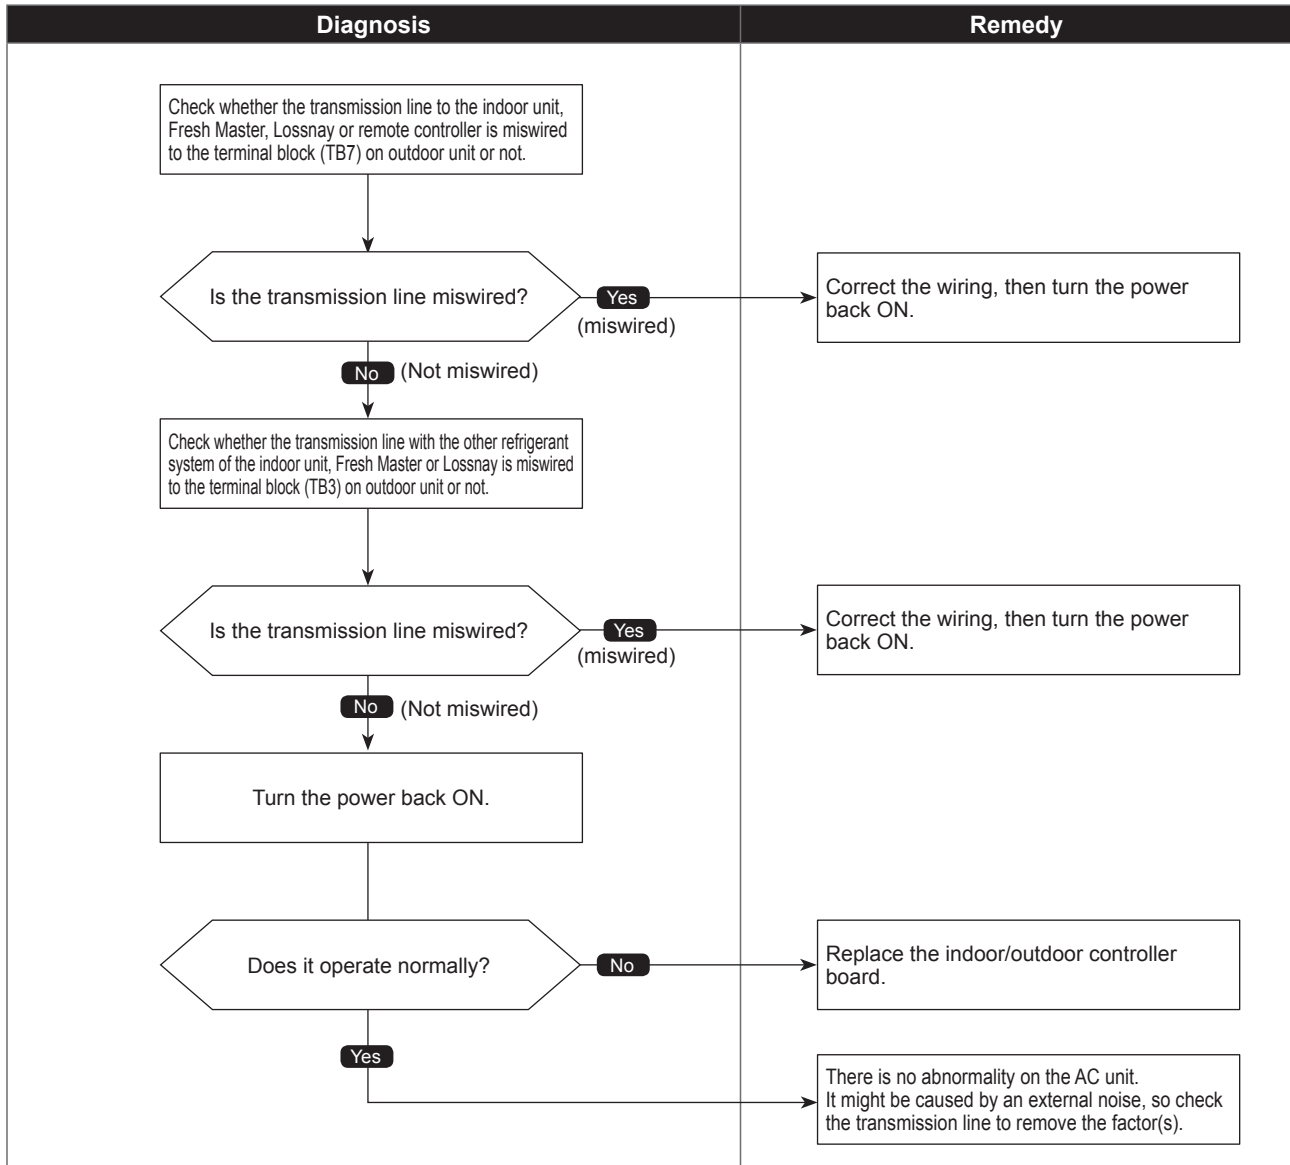 Diagnosis
Remedy
Check whether the transmission line to the indoor unit,
Fresh Master, Lossnay or remote controller is miswired
to the terminal block (TB7) on outdoor unit or not.
Is the transmission line miswired?
Yes
(miswired)
Correct the wiring, then turn the power
back ON.
No (Not miswired)
Check whether the transmission line with the other refrigerant
system of the indoor unit, Fresh Master or Lossnay is miswired
to the terminal block (TB3) on outdoor unit or not.
Is the transmission line miswired?
Yes
(miswired)
Correct the wiring, then turn the power
back ON.
No (Not miswired)
Turn the power back ON.
Does it operate normally?
No
Replace the indoor/outdoor controller
board.
Yes
There is no abnormality on the AC unit.
It might be caused by an external noise, so check
the transmission line to remove the factor(s).